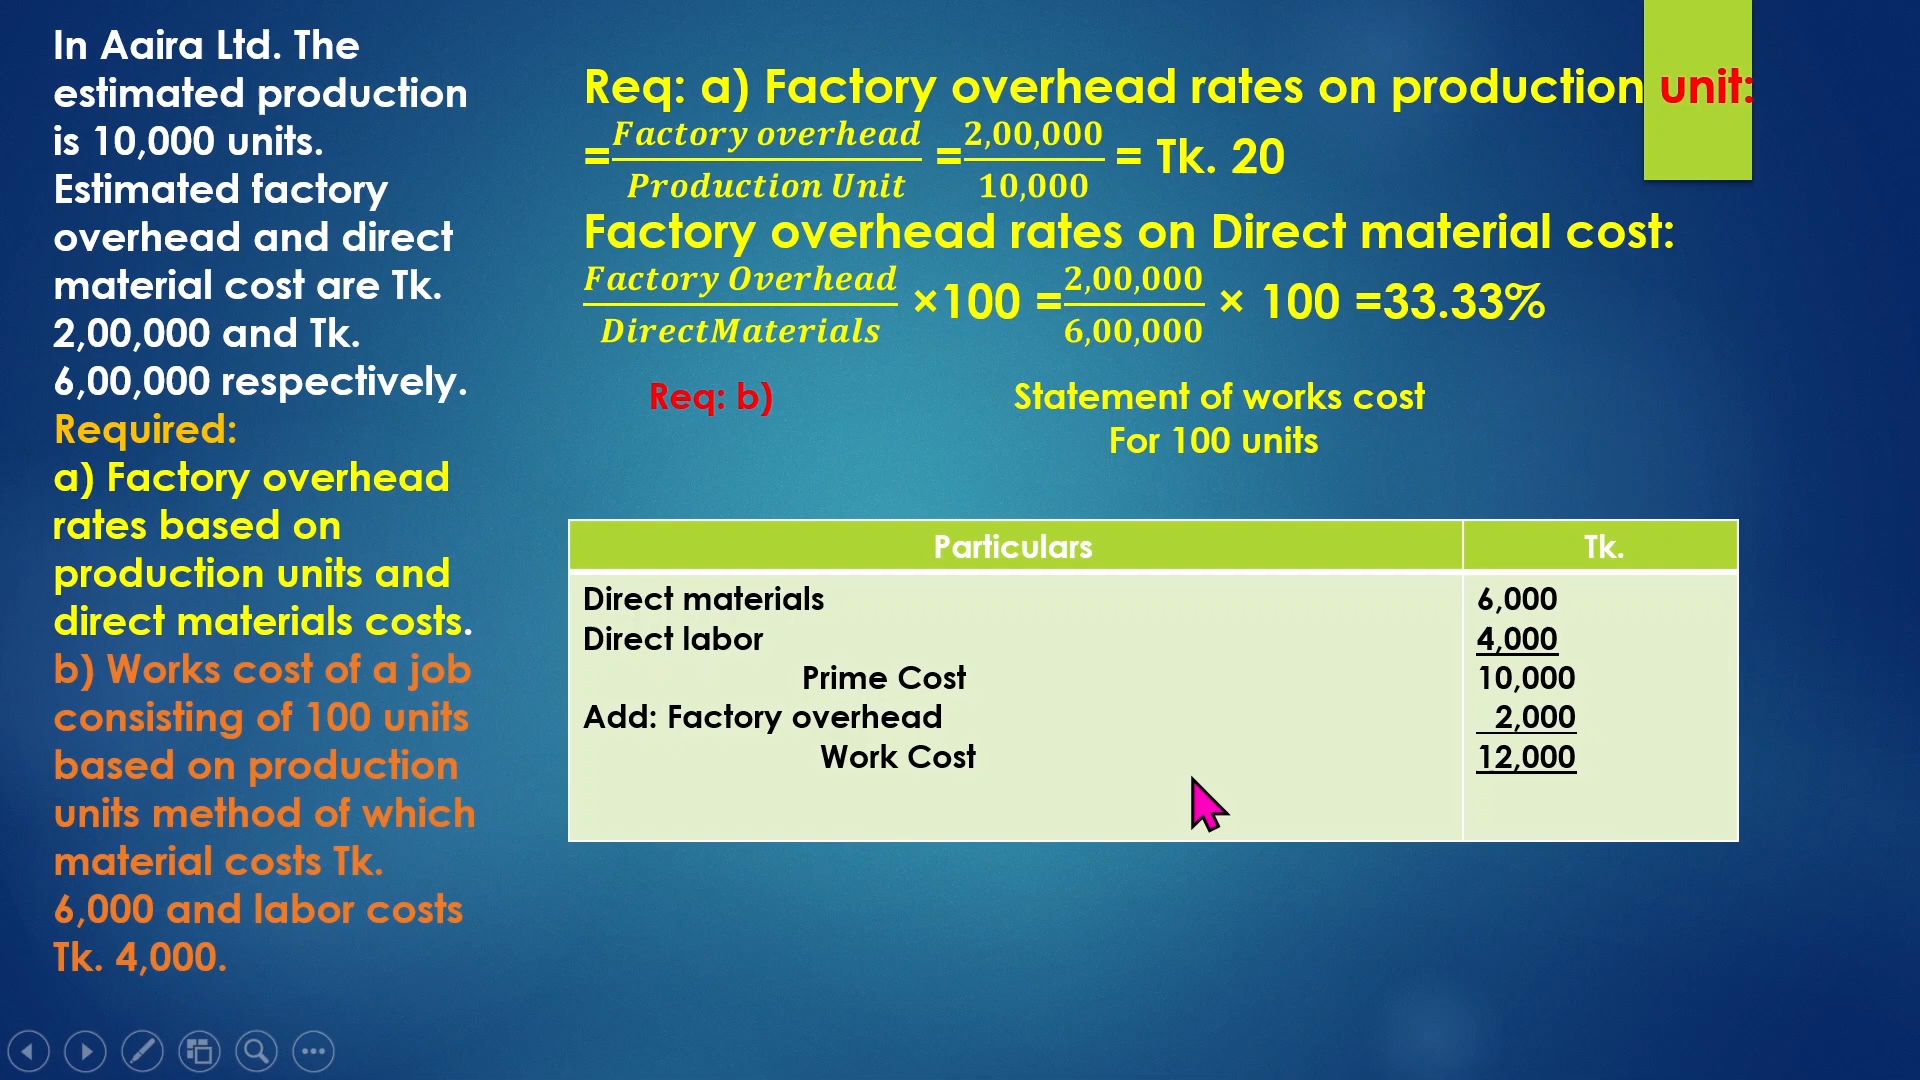 In Aaira Ltd. The
estimated production
is 10,000 units.
Estimated factory
overhead and direct
material cost are Tk.
2,00,000 and Tk.
6,00,000 respectively.
Required:
a) Factory overhead
rates based on
production units and
direct materials costs.
b) Works cost of a job
consisting of 100 units
based on production
units method of which
material costs Tk.
6,000 and labor costs
Tk. 4,000.
Req: a) Factory overhead rates on production unit:
=Factory overhead/Production Unit =2,00,000/10,000 = Tk. 20
Factory overhead rates on Direct material cost:
Factory Overhead/DirectMaterials ×100 =2,00,000/6,00,000 × 100 =33.33%
Req: b) Statement of works cost
For 100 units
Particulars Tk.
Direct materials 6,000
Direct labor 4,000
Prime Cost 10,000
Add: Factory overhead 2,000
Work Cost 12,000